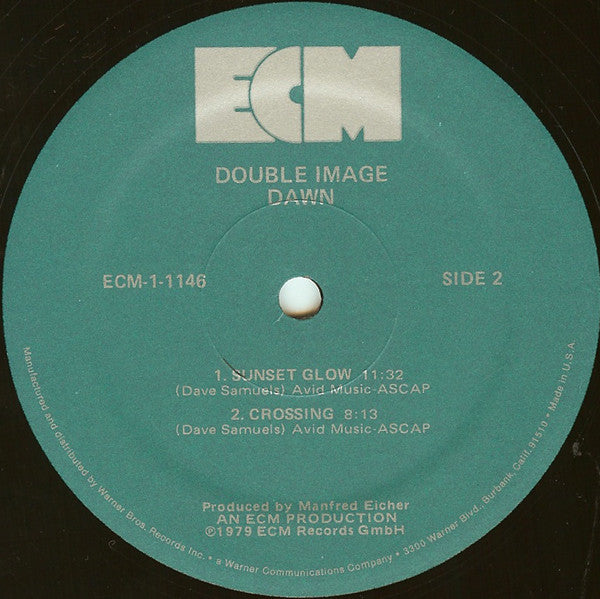 ECM
DOUBLE IMAGE
DAWN
ECM-1-1146
SIDE 2
1. SUNSET GLOW 11:32
(Dave Samuels) Avid Music-ASCAP
2. CROSSING 8:13
(Dave Samuels) Avid Music-ASCAP
Produced by Manfred Eicher
AN ECM PRODUCTION
℗1979 ECM Records GmbH
Manufactured and distributed by Warner Bros. Records Inc. • a Warner Communications Company • 3300 Warner Blvd., Burbank Calif. 91510 • Made in U.S.A.